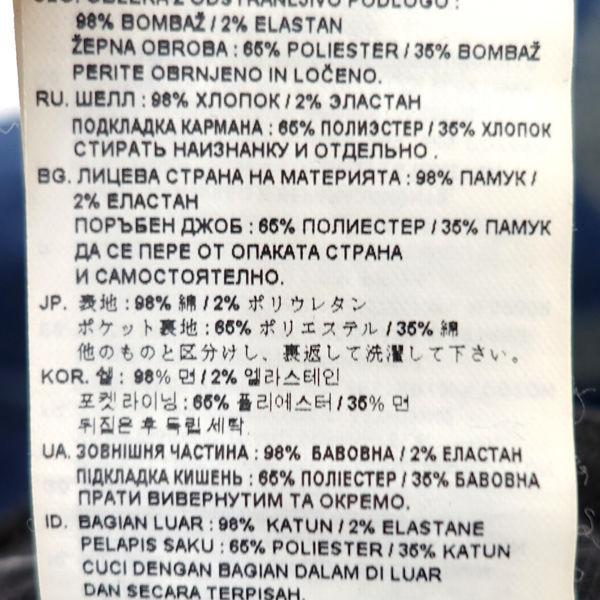 98% BOMBAŽ / 2% ELASTAN
ŽEPNA OBROBA : 65% POLIESTER / 35% BOMBAŽ
PERITE OBRNJENO IN LOČENO.
RU. ШЕЛЛ : 98% ХЛОПОК / 2% ЭЛАСТАН
ПОДКЛАДКА КАРМАНА : 65% ПОЛИЭСТЕР / 35% ХЛОПОК
СТИРАТЬ НАИЗНАНКУ И ОТДЕЛЬНО .
BG. ЛИЦЕВА СТРАНА НА МАТЕРИЯТА : 98% ПАМУК /
2% ЕЛАСТАН
ПОРЪБЕН ДЖОБ : 65% ПОЛИЕСТЕР / 35% ПАМУК
ДА СЕ ПЕРЕ ОТ ОПАКАТА СТРАНА
И САМОСТОЯТЕЛНО.
JP. 表地 : 98% 綿 / 2% ポリウレタン
ポケット裏地 : 65% ポリエステル / 35% 綿
他のものと区分けし、裏返して洗濯して下さい。
KOR. 쉘 : 98% 면 / 2% 엘라스테인
포켓 라이닝 : 65% 폴리에스터 / 35% 면
뒤집은 후 독립 세탁.
UA. ЗОВНІШНЯ ЧАСТИНА : 98% БАВОВНА / 2% ЕЛАСТАН
ПІДКЛАДКА КИШЕНЬ : 65% ПОЛІЕСТЕР / 35% БАВОВНА
ПРАТИ ВИВЕРНУТИМ ТА ОКРЕМО.
ID. BAGIAN LUAR : 98% KATUN / 2% ELASTANE
PELAPIS SAKU : 65% POLIESTER / 35% KATUN
CUCI DENGAN BAGIAN DALAM DI LUAR
DAN SECARA TERPISAH.